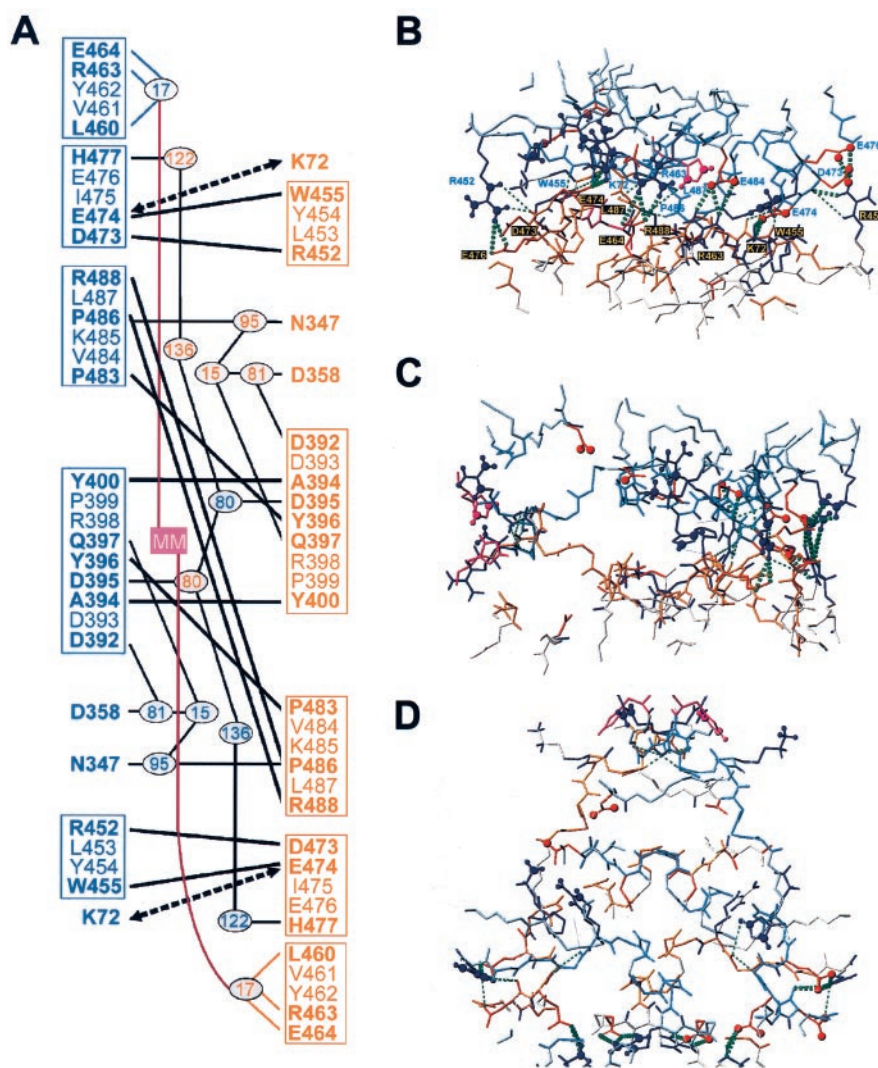 A
E464
R463
Y462
V461
L460
17
H477
E476
I475
E474
D473
122
K72
W455
Y454
L453
R452
R488
L487
P486
K485
V484
P483
95
N347
136
15
81
D358
D392
D393
A394
D395
Y396
Q397
R398
P399
Y400
Y400
P399
R398
Q397
Y396
D395
A394
D393
D392
80
MM
80
D358
81
15
N347
95
136
P483
V484
K485
P486
L487
R488
R452
L453
Y454
W455
K72
D473
E474
I475
E476
H477
122
L460
V461
Y462
R463
E464
17
B
E476
D473
R452
W455
K72
R463
L487
E464
P486
E474
E474
L487
R488
D473
E464
R463
K72
W455
E476
C
D